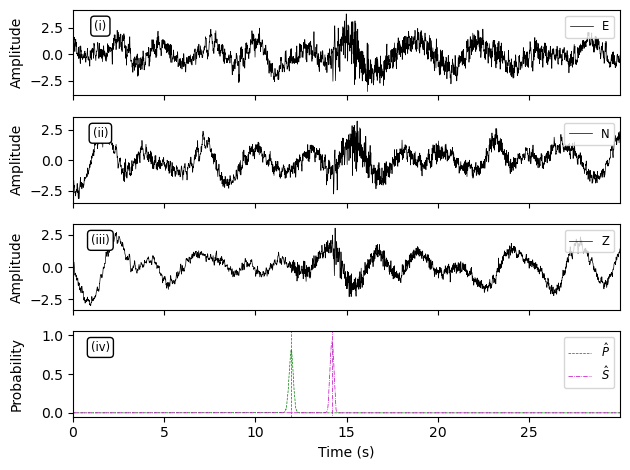 Amplitude
2.5
0.0
−2.5
(i)
E
Amplitude
2.5
0.0
−2.5
(ii)
N
Amplitude
2.5
0.0
−2.5
(iii)
Z
Probability
1.0
0.5
0.0
(iv)
P̂
Ŝ
0 5 10 15 20 25
Time (s)